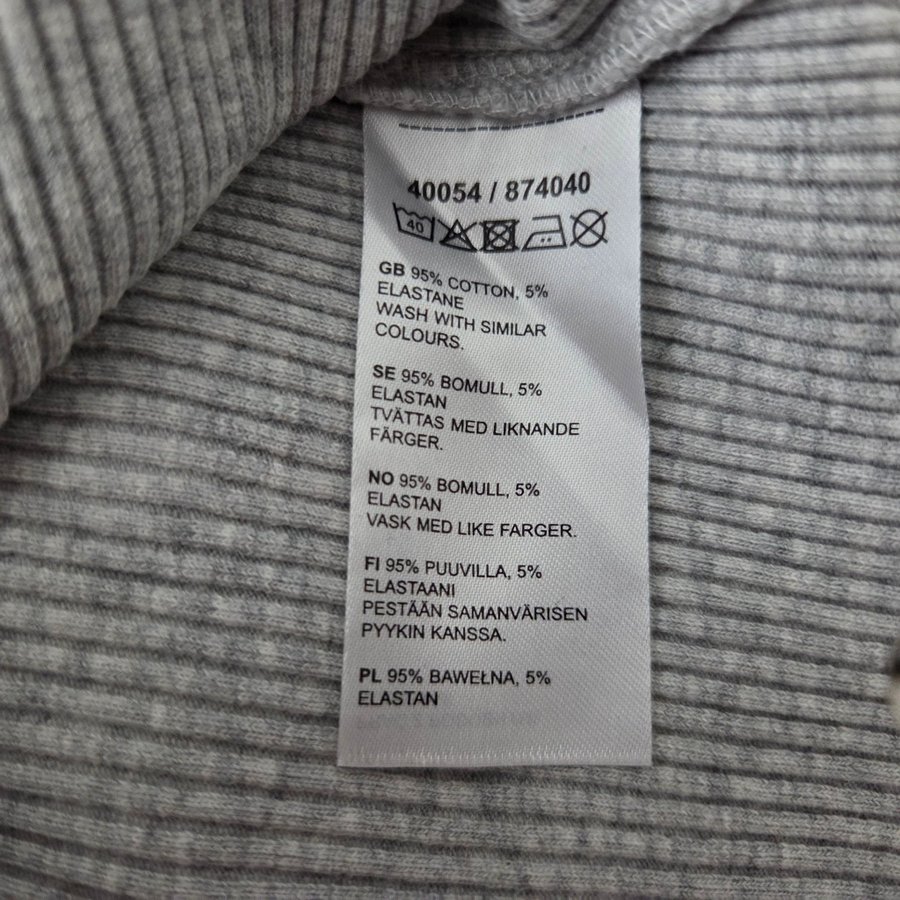 40054 / 874040
40
GB 95% COTTON, 5%
ELASTANE
WASH WITH SIMILAR
COLOURS.
SE 95% BOMULL, 5%
ELASTAN
TVÄTTAS MED LIKNANDE
FÄRGER.
NO 95% BOMULL, 5%
ELASTAN
VASK MED LIKE FARGER.
FI 95% PUUVILLA, 5%
ELASTAANI
PESTÄÄN SAMANVÄRISEN
PYYKIN KANSSA.
PL 95% BAWEŁNA, 5%
ELASTAN